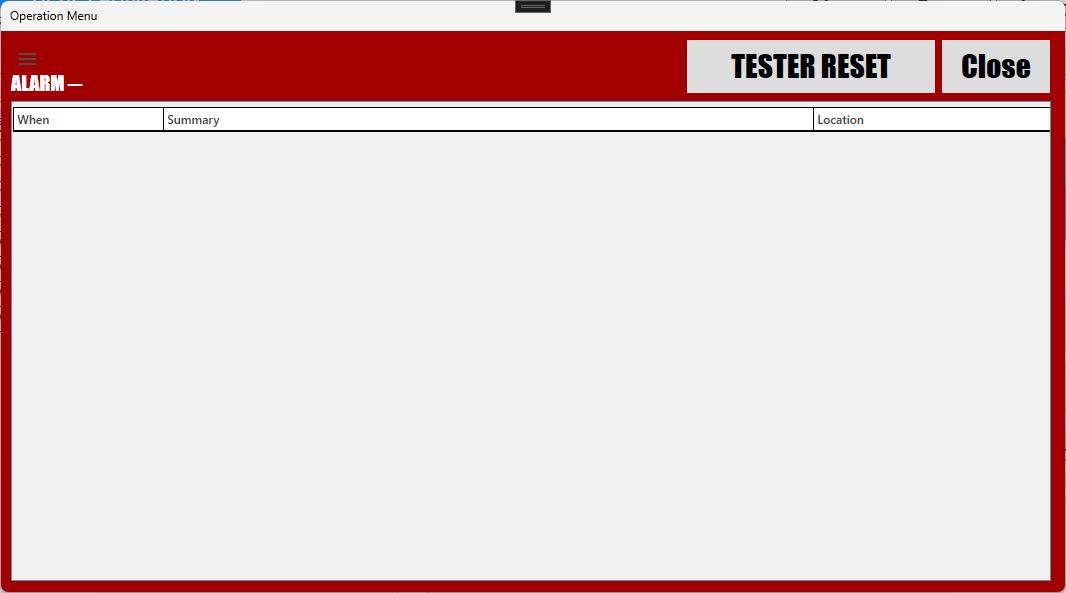 Operation Menu
ALARM —
TESTER RESET
Close
When
Summary
Location